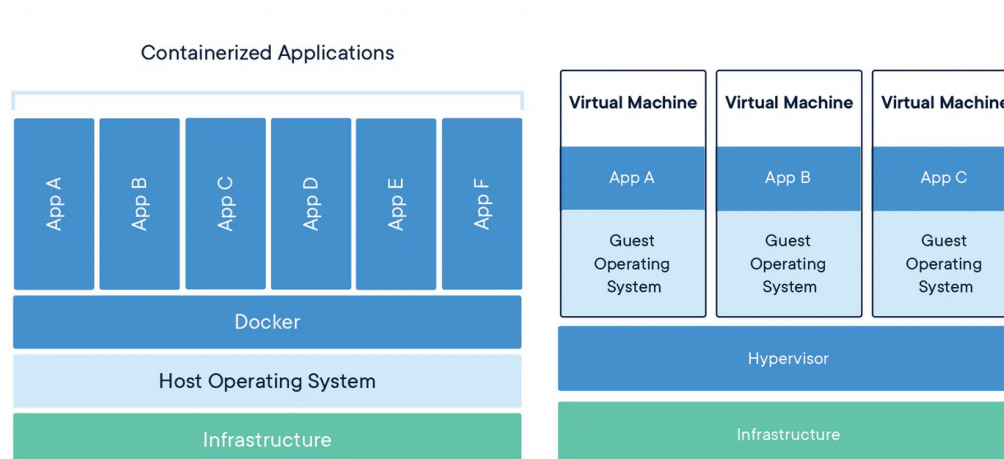 Containerized Applications
App A
App B
App C
App D
App E
App F
Docker
Host Operating System
Infrastructure
Virtual Machine
App A
Guest
Operating
System
Virtual Machine
App B
Guest
Operating
System
Virtual Machine
App C
Guest
Operating
System
Hypervisor
Infrastructure